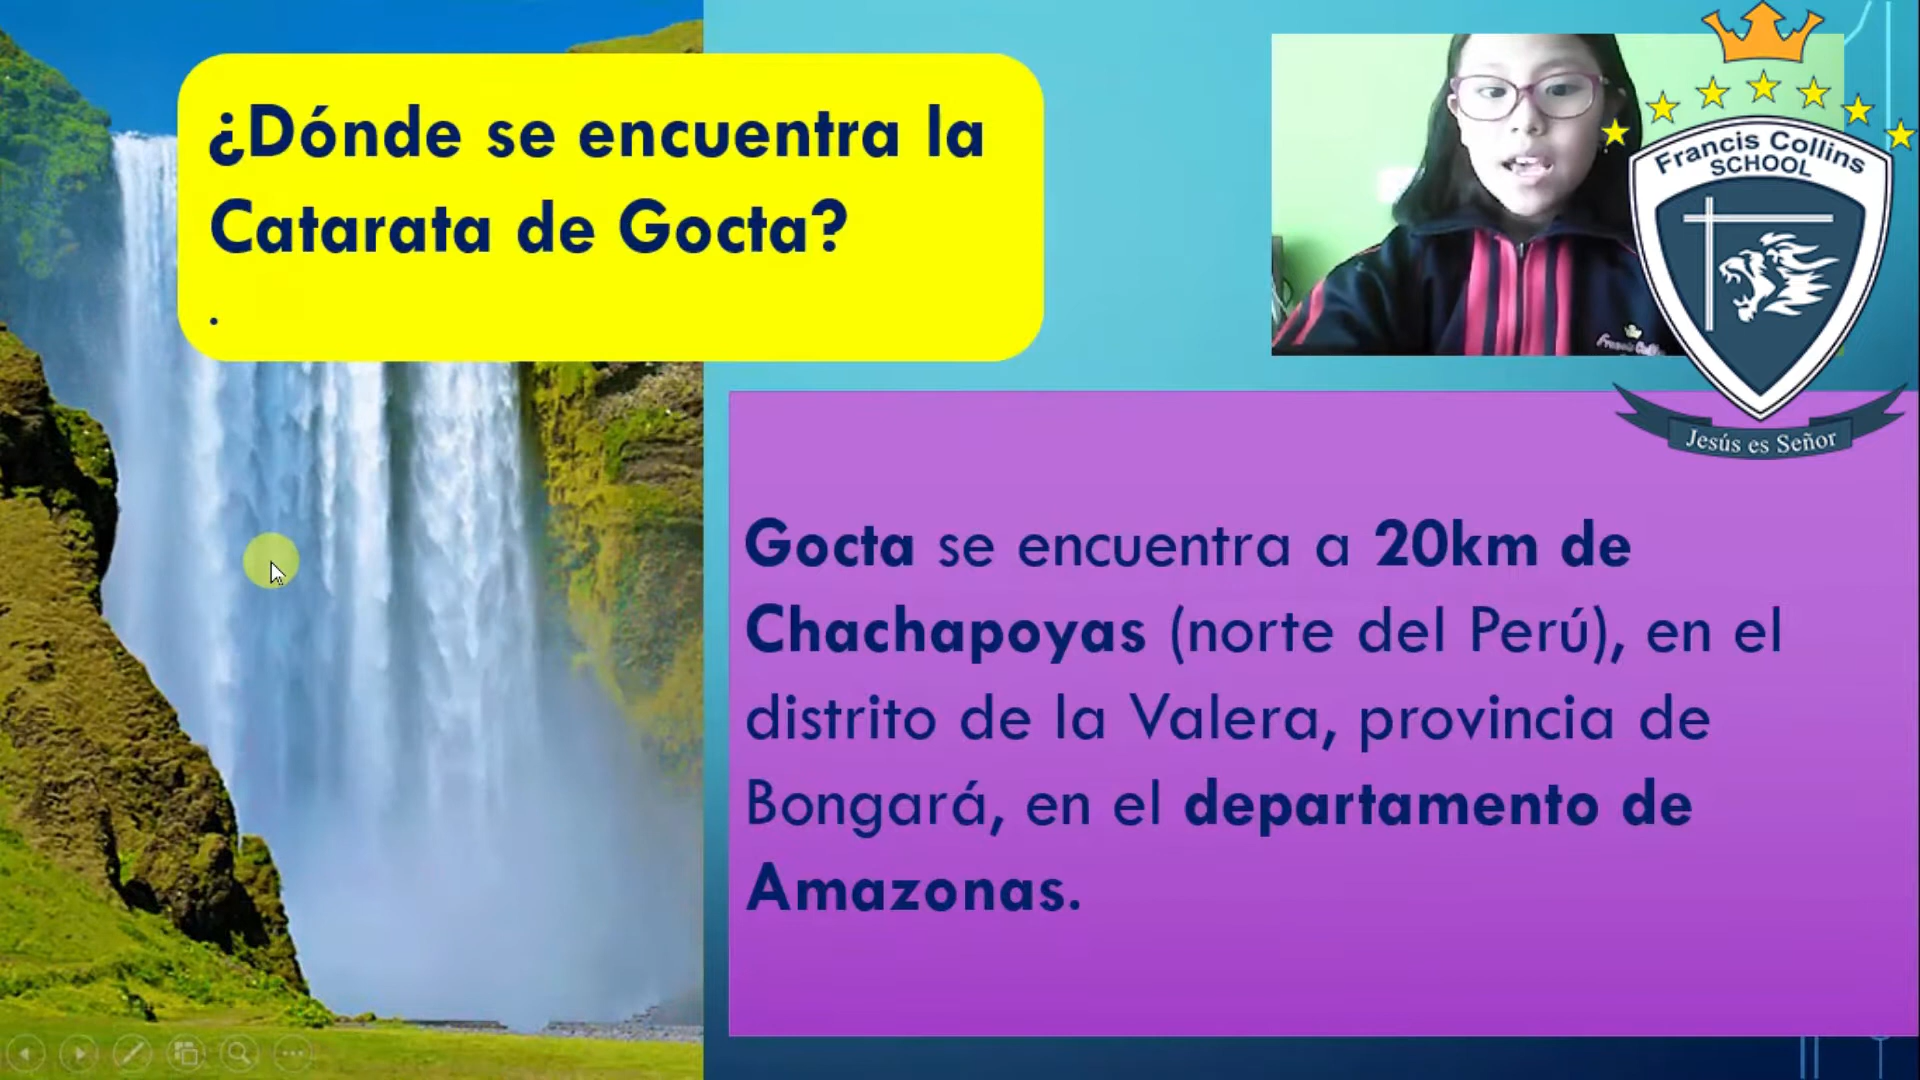 ¿Dónde se encuentra la
Catarata de Gocta?
.
Francis Collins
SCHOOL
Jesús es Señor
Gocta se encuentra a 20km de
Chachapoyas (norte del Perú), en el
distrito de la Valera, provincia de
Bongará, en el departamento de
Amazonas.